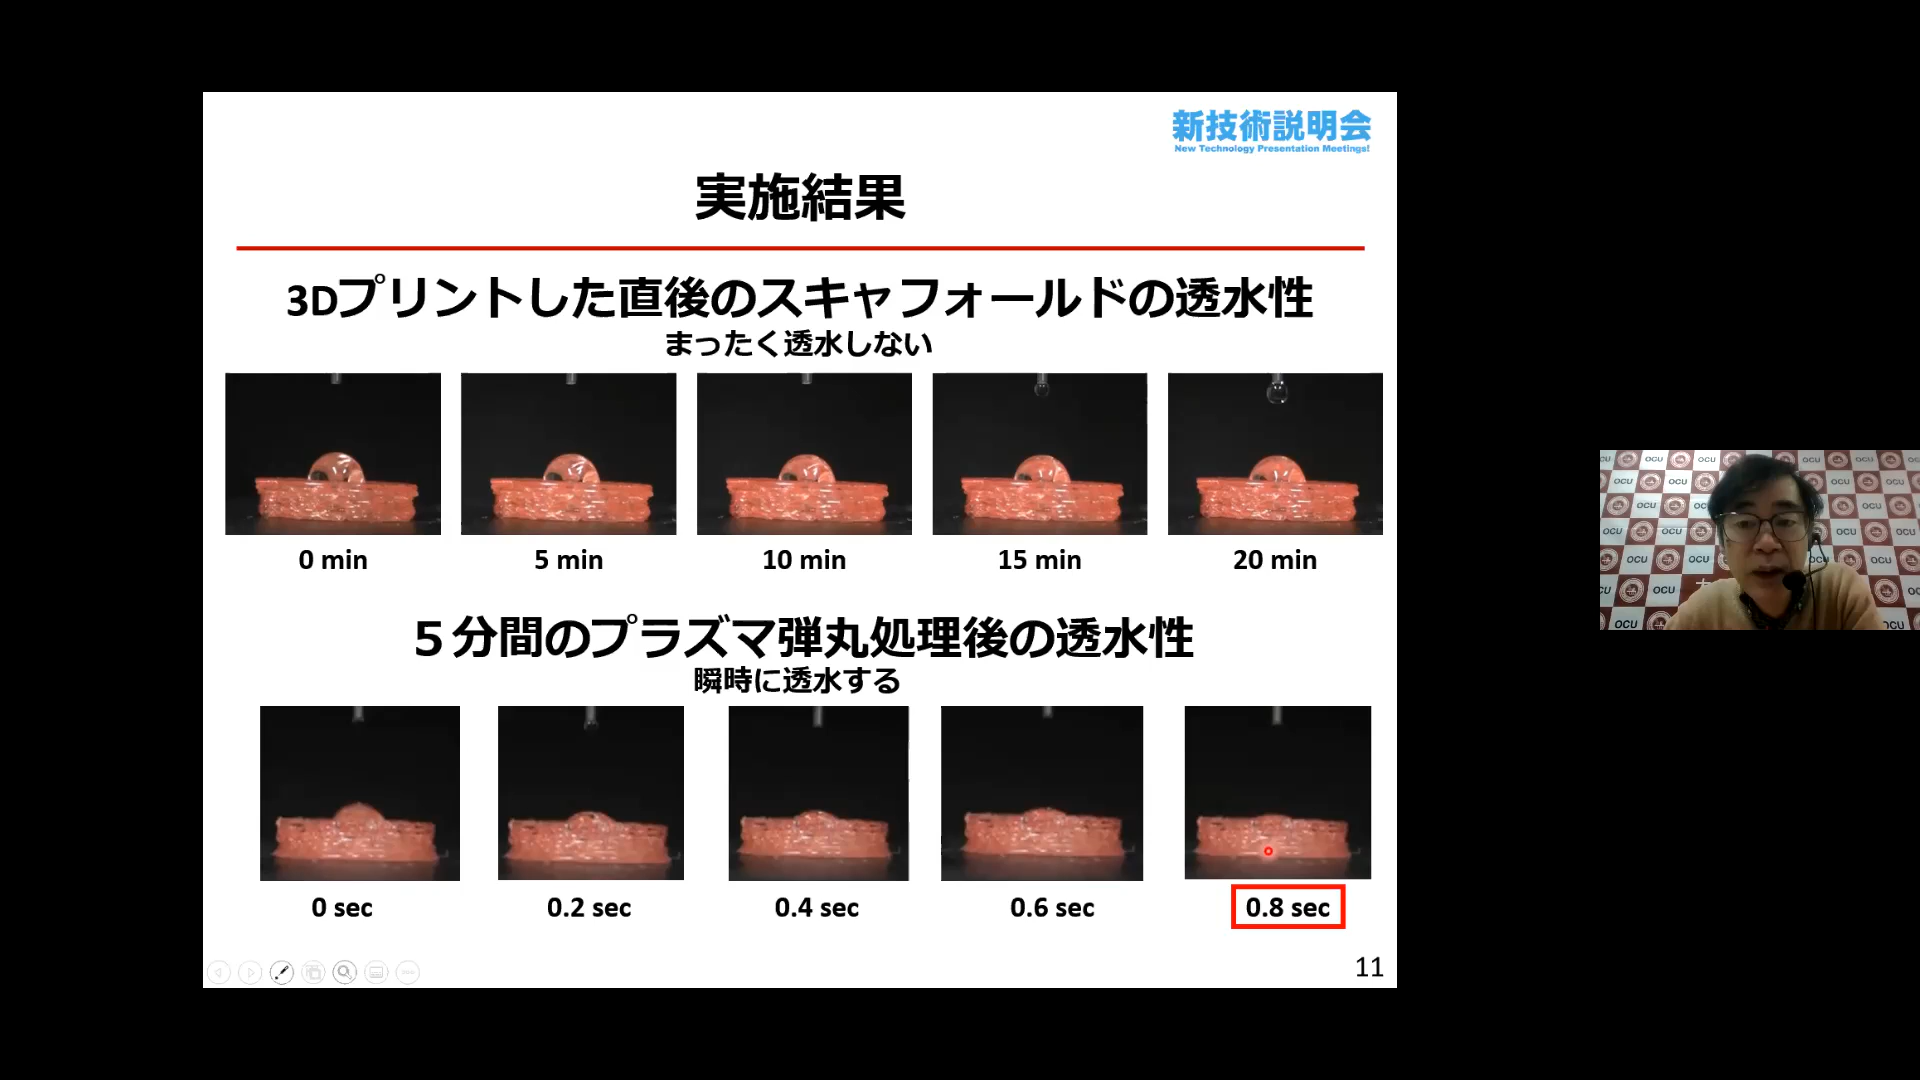 新技術説明会
New Technology Presentation Meetings!
実施結果
3Dプリントした直後のスキャフォールドの透水性
まったく透水しない
0 min
5 min
10 min
15 min
20 min
5分間のプラズマ弾丸処理後の透水性
瞬時に透水する
0 sec
0.2 sec
0.4 sec
0.6 sec
0.8 sec
11
OCU